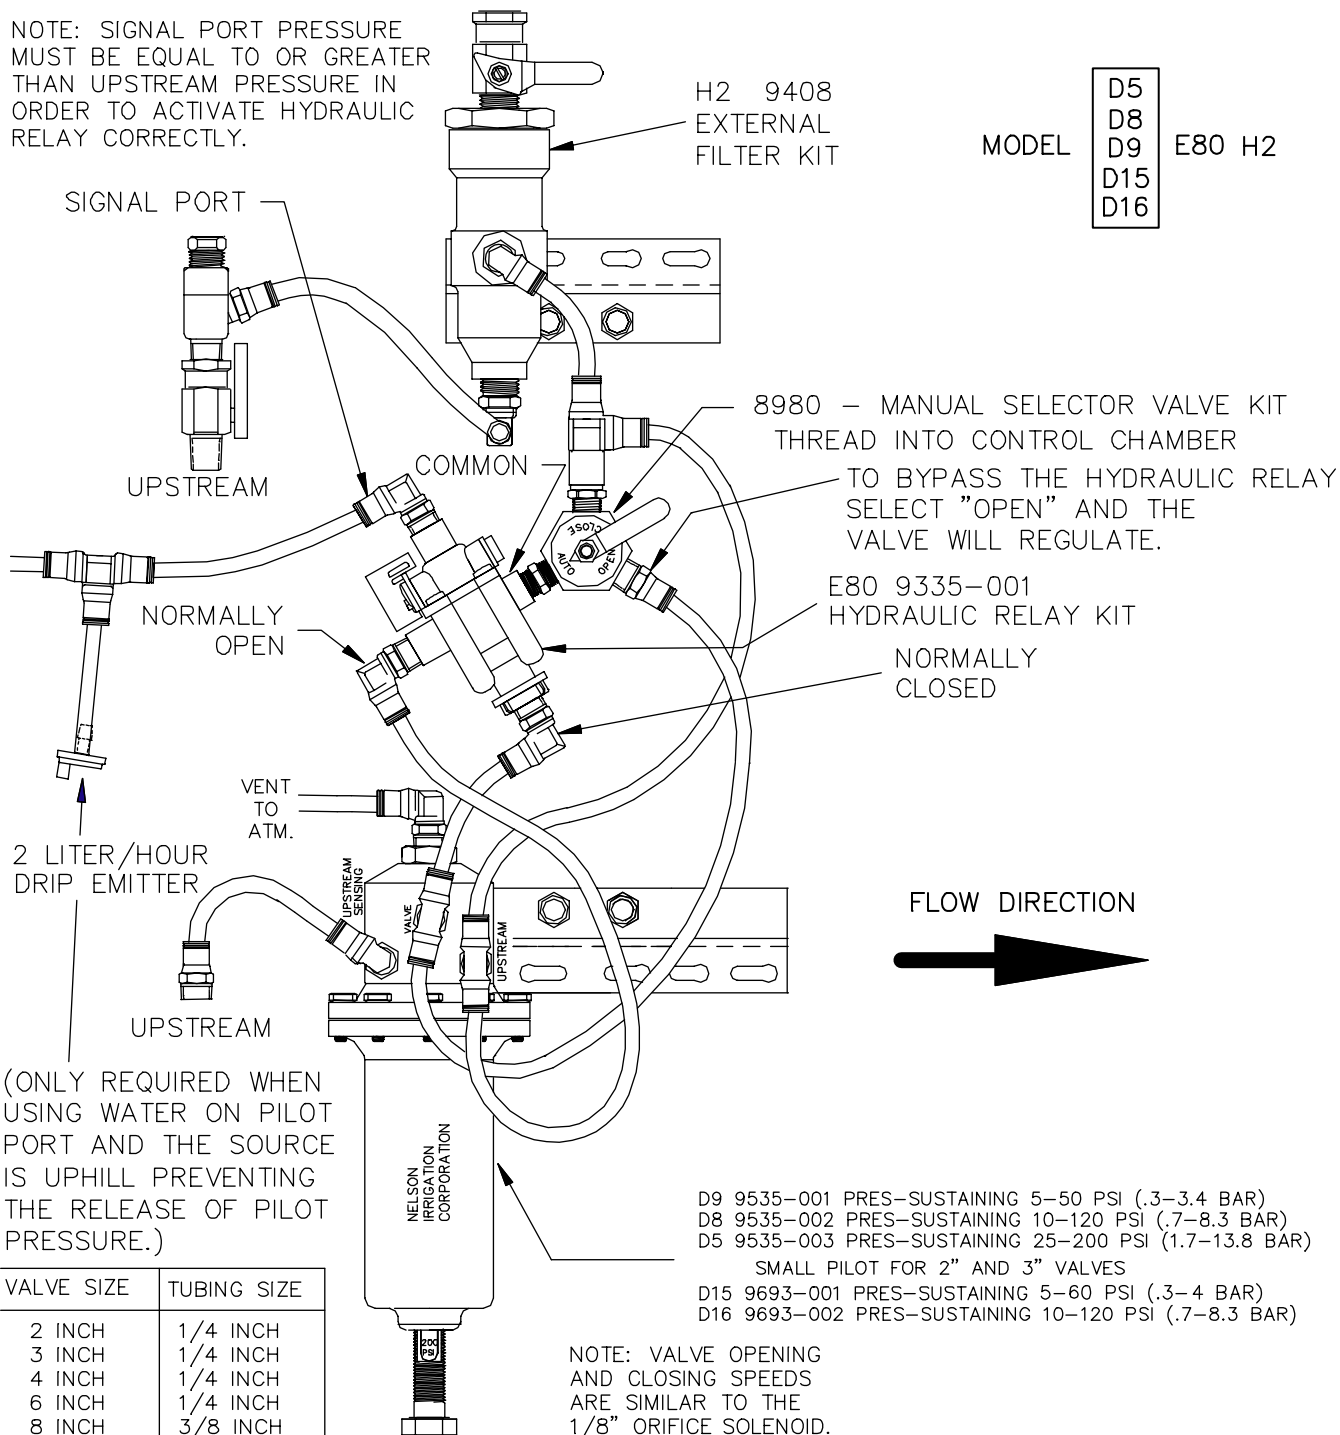 NOTE: SIGNAL PORT PRESSURE
MUST BE EQUAL TO OR GREATER
THAN UPSTREAM PRESSURE IN
ORDER TO ACTIVATE HYDRAULIC
RELAY CORRECTLY.
H2 9408
EXTERNAL
FILTER KIT
MODEL
D5
D8
D9
D15
D16
E80 H2
SIGNAL PORT
UPSTREAM
COMMON
8980 – MANUAL SELECTOR VALVE KIT
THREAD INTO CONTROL CHAMBER
TO BYPASS THE HYDRAULIC RELAY
SELECT ”OPEN” AND THE
VALVE WILL REGULATE.
CLOSE
AUTO
OPEN
E80 9335–001
HYDRAULIC RELAY KIT
NORMALLY
OPEN
NORMALLY
CLOSED
VENT
TO
ATM.
2 LITER/HOUR
DRIP EMITTER
UPSTREAM
SENSING
VALVE
UPSTREAM
FLOW DIRECTION
UPSTREAM
(ONLY REQUIRED WHEN
USING WATER ON PILOT
PORT AND THE SOURCE
IS UPHILL PREVENTING
THE RELEASE OF PILOT
PRESSURE.)
NELSON
IRRIGATION
CORPORATION
D9 9535–001 PRES–SUSTAINING 5–50 PSI (.3–3.4 BAR)
D8 9535–002 PRES–SUSTAINING 10–120 PSI (.7–8.3 BAR)
D5 9535–003 PRES–SUSTAINING 25–200 PSI (1.7–13.8 BAR)
SMALL PILOT FOR 2” AND 3” VALVES
D15 9693–001 PRES–SUSTAINING 5–60 PSI (.3–4 BAR)
D16 9693–002 PRES–SUSTAINING 10–120 PSI (.7–8.3 BAR)
VALVE SIZE TUBING SIZE
2 INCH 1/4 INCH
3 INCH 1/4 INCH
4 INCH 1/4 INCH
6 INCH 1/4 INCH
8 INCH 3/8 INCH
200
PSI
NOTE: VALVE OPENING
AND CLOSING SPEEDS
ARE SIMILAR TO THE
1/8” ORIFICE SOLENOID.